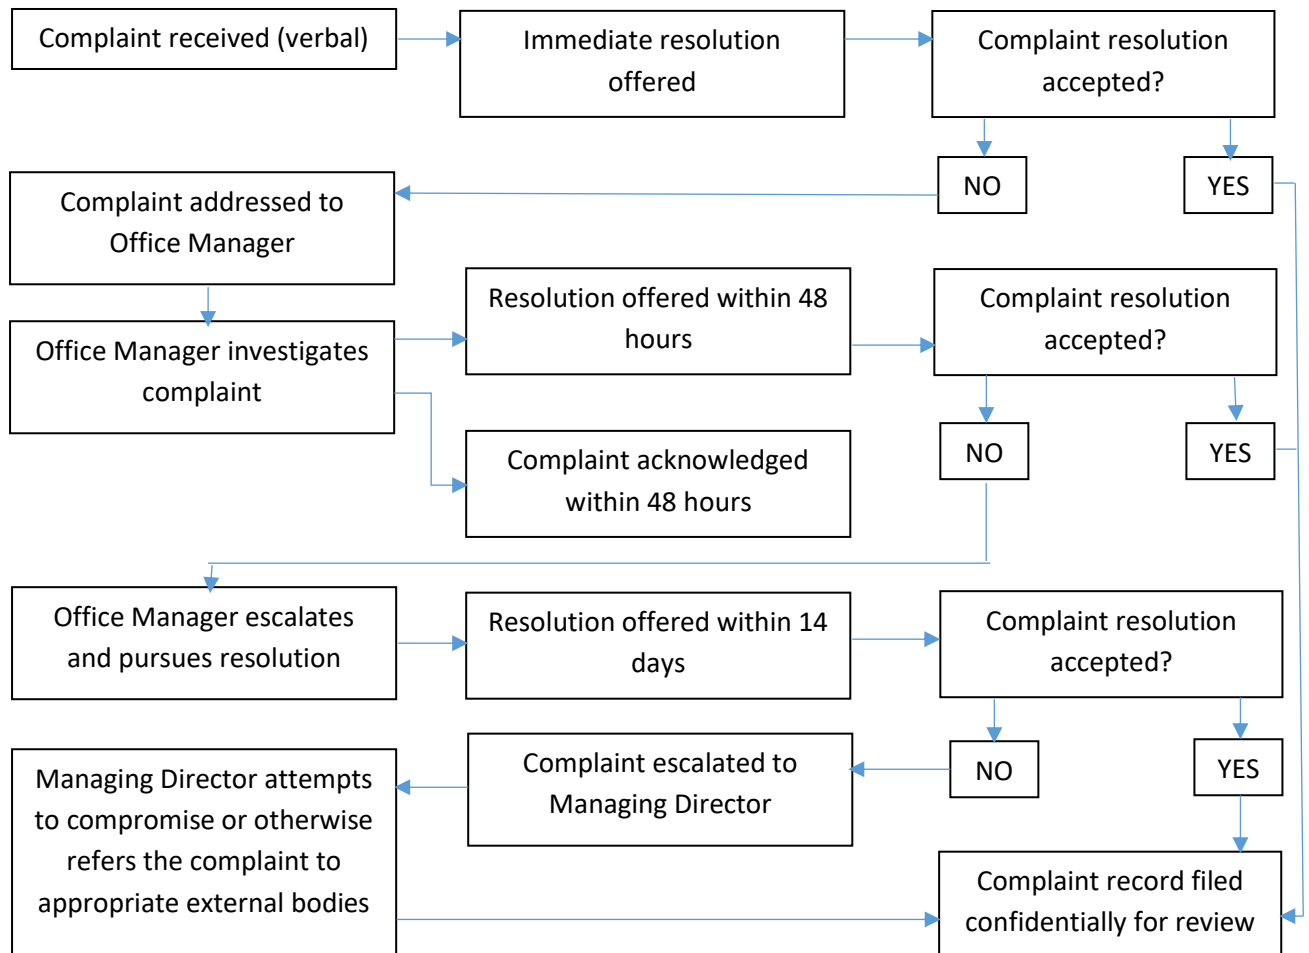 Complaint received (verbal)
Immediate resolution
offered
Complaint resolution
accepted?
NO
YES
Complaint addressed to
Office Manager
Office Manager investigates
complaint
Resolution offered within 48
hours
Complaint resolution
accepted?
Complaint acknowledged
within 48 hours
NO
YES
Office Manager escalates
and pursues resolution
Resolution offered within 14
days
Complaint resolution
accepted?
NO
YES
Complaint escalated to
Managing Director
Managing Director attempts
to compromise or otherwise
refers the complaint to
appropriate external bodies
Complaint record filed
confidentially for review